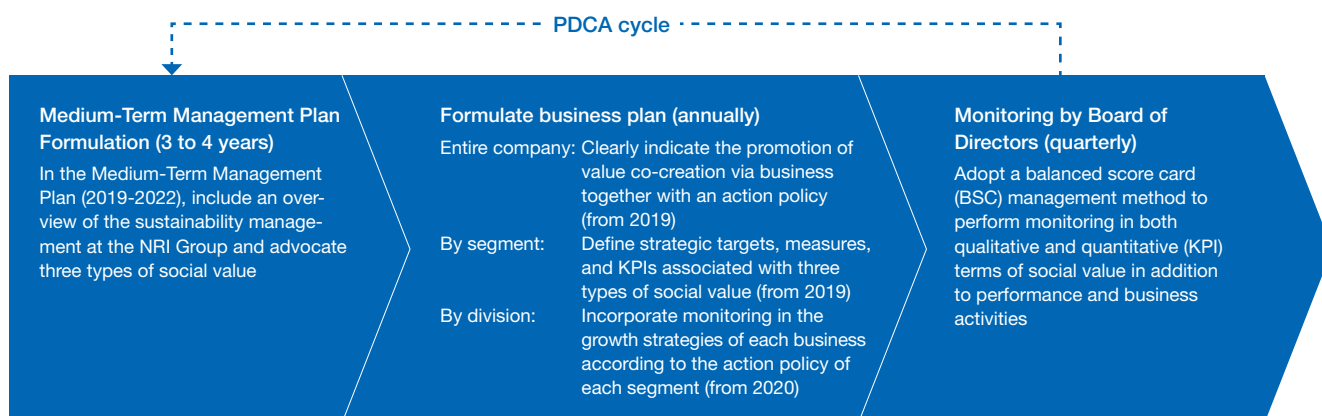 PDCA cycle
Medium-Term Management Plan
Formulation (3 to 4 years)
In the Medium-Term Management
Plan (2019-2022), include an over-
view of the sustainability manage-
ment at the NRI Group and advocate
three types of social value
Formulate business plan (annually)
Entire company: Clearly indicate the promotion of
value co-creation via business
together with an action policy
(from 2019)
By segment: Define strategic targets, measures,
and KPIs associated with three
types of social value (from 2019)
By division: Incorporate monitoring in the
growth strategies of each business
according to the action policy of
each segment (from 2020)
Monitoring by Board of
Directors (quarterly)
Adopt a balanced score card
(BSC) management method to
perform monitoring in both
qualitative and quantitative (KPI)
terms of social value in addition
to performance and business
activities